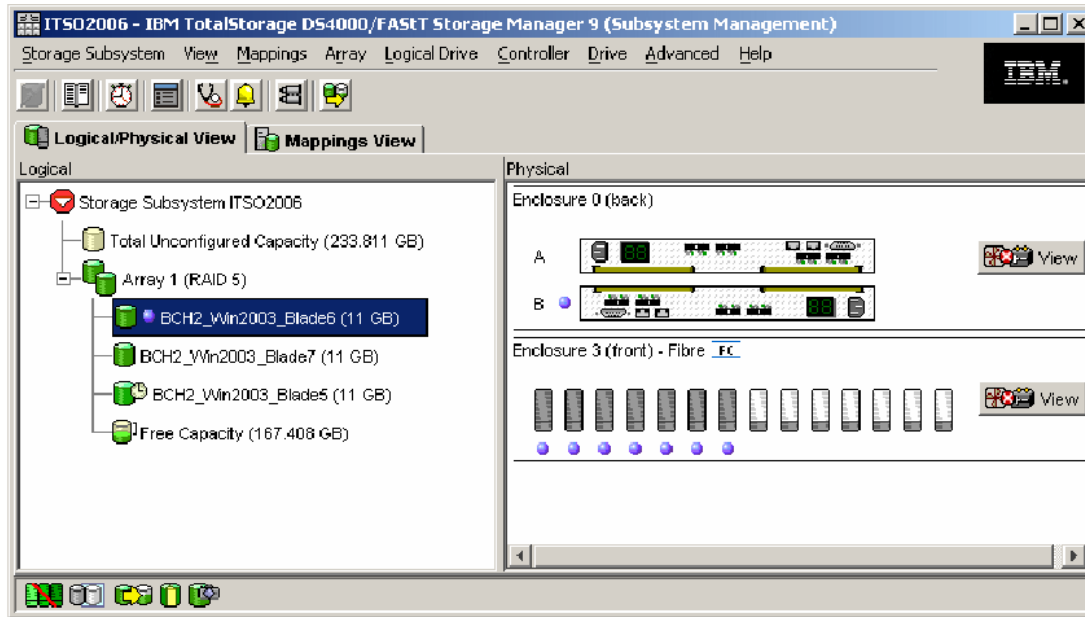 ITSO2006 - IBM TotalStorage DS4000/FAStT Storage Manager 9 (Subsystem Management)
Storage Subsystem View Mappings Array Logical Drive Controller Drive Advanced Help
IBM.
Logical/Physical View Mappings View
Logical
Storage Subsystem ITSO2006
Total Unconfigured Capacity (233.811 GB)
Array 1 (RAID 5)
BCH2_Win2003_Blade6 (11 GB)
BCH2_Win2003_Blade7 (11 GB)
BCH2_Win2003_Blade5 (11 GB)
Free Capacity (167.408 GB)
Physical
Enclosure 0 (back)
A
View
B
Enclosure 3 (front) - Fibre FC
View